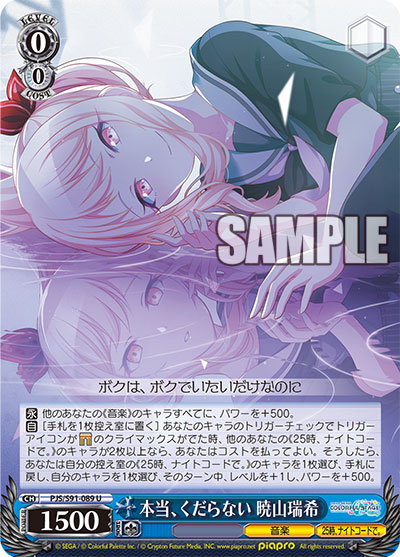 LEVEL
0
0
COST
SAMPLE
ボクは、ボクでいたいだけなのに
永 他のあなたの《音楽》のキャラすべてに、パワーを+500。
自 [手札を1枚控え室に置く] あなたのキャラのトリガーチェックでトリガー
アイコンが のクライマックスがでた時、他のあなたの《25時、ナイトコー
ドで。》のキャラが2枚以上なら、あなたはコストを払ってよい。そうしたら、
あなたは自分の控え室の《25時、ナイトコードで。》のキャラを1枚選び、手札に
戻し、自分のキャラを1枚選び、そのターン中、レベルを+1し、パワーを+1000。
CH PJS/S91-089 U
POWER
1500
本当、くだらない 暁山瑞希
COLORFUL STAGE!
音楽
25時、ナイトコードで。
© SEGA / © Colorful Palette Inc. / © Crypton Future Media, INC. www.piapro.net piapro All rights reserved.